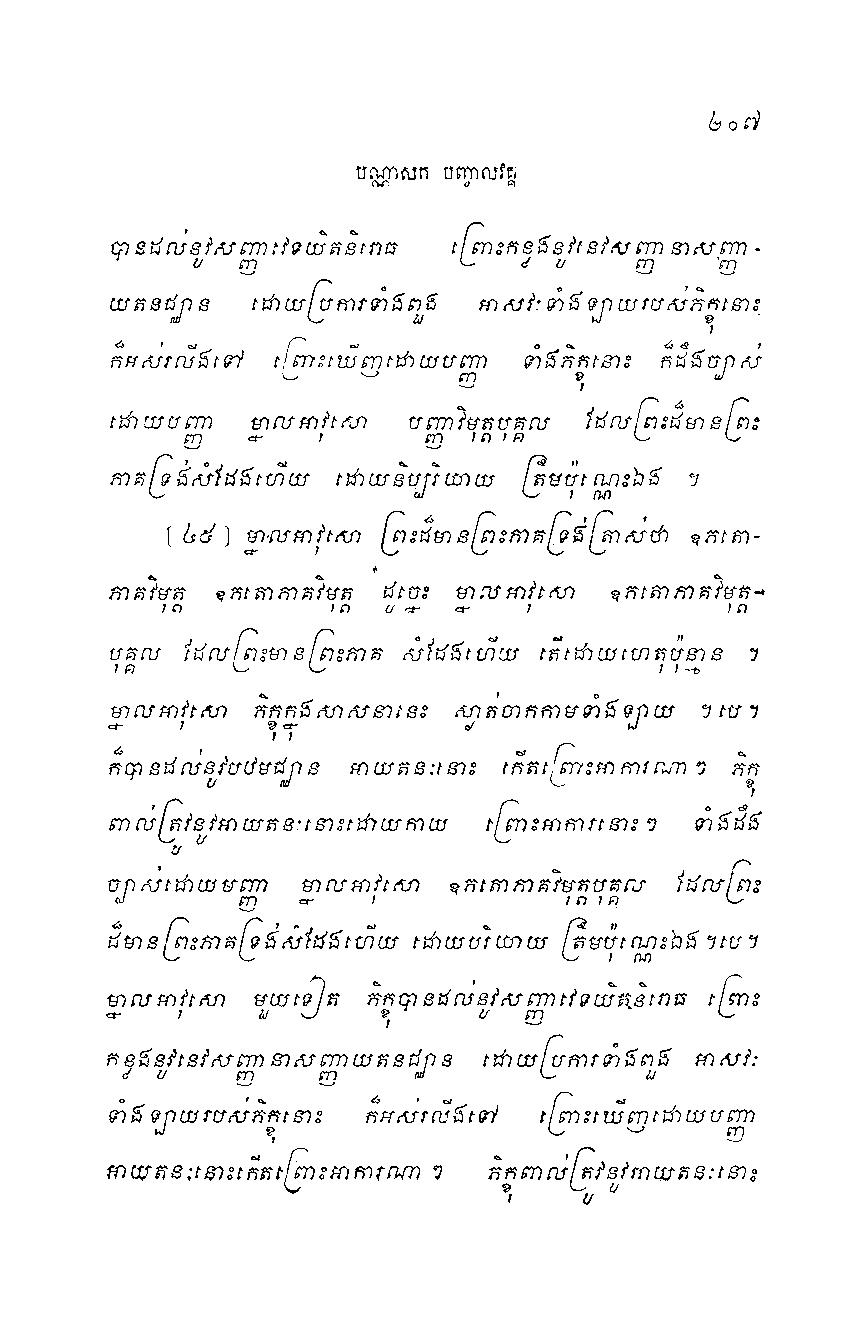 ២០៧
បណ្ណាសក បញ្ចាលវគ្គ
បានដល់នូវសញ្ញាវេទយិតនិរោធ ព្រោះកន្លងនូវនេវសញ្ញានាសញ្ញា-
យតនជ្ឈាន ដោយប្រការទាំងពួង អាសវៈទាំងឡាយរបស់ភិក្ខុនោះ
ក៏អស់រលីងទៅ ព្រោះឃើញដោយបញ្ញា ទាំងភិក្ខុនោះ ក៏ដឹងច្បាស់
ដោយបញ្ញា ម្នាលអាវុសោ បញ្ញាវិមុត្តបុគ្គល ដែលព្រះដ៏មានព្រះ
ភាគទ្រង់សំដែងហើយ ដោយនិប្បរិយាយ ត្រឹមប៉ុណ្ណេះឯង ។
[៤៥] ម្នាលអាវុសោ ព្រះដ៏មានព្រះភាគទ្រង់ត្រាស់ថា ឧភតោ-
ភាគវិមុត្ត ឧភតោភាគវិមុត្ត ដូច្នេះ ម្នាលអាវុសោ ឧភតោភាគវិមុត្ត-
បុគ្គល ដែលព្រះមានព្រះភាគ សំដែងហើយ តើដោយហេតុប៉ុន្មាន ។
ម្នាលអាវុសោ ភិក្ខុក្នុងសាសនានេះ ស្ងាត់ចាកកាមទាំងឡាយ ។បេ។
ក៏បានដល់នូវបឋមជ្ឈាន អាយតនៈនោះ កើតព្រោះអាការណាៗ ភិក្ខុ
ពាល់ត្រូវនូវអាយតនៈនោះដោយកាយ ព្រោះអាការនោះៗ ទាំងដឹង
ច្បាស់ដោយមញ្ញា ម្នាលអាវុសោ ឧភតោភាគវិមុត្តបុគ្គល ដែលព្រះ
ដ៏មានព្រះភាគទ្រង់សំដែងហើយ ដោយបរិយាយ ត្រឹមប៉ុណ្ណេះឯង។បេ។
ម្នាលអាវុសោ មួយទៀត ភិក្ខុបានដល់នូវសញ្ញាវេទយិតនិរោធ ព្រោះ
កន្លងនូវនេវសញ្ញានាសញ្ញាយតនជ្ឈាន ដោយប្រការទាំងពួង អាសវៈ
ទាំងឡាយរបស់ភិក្ខុនោះ ក៏អស់រលីងទៅ ព្រោះឃើញដោយបញ្ញា
អាយតនៈនោះកើតព្រោះអាការណាៗ ភិក្ខុពាល់ត្រូវនូវអាយតនៈនោះ